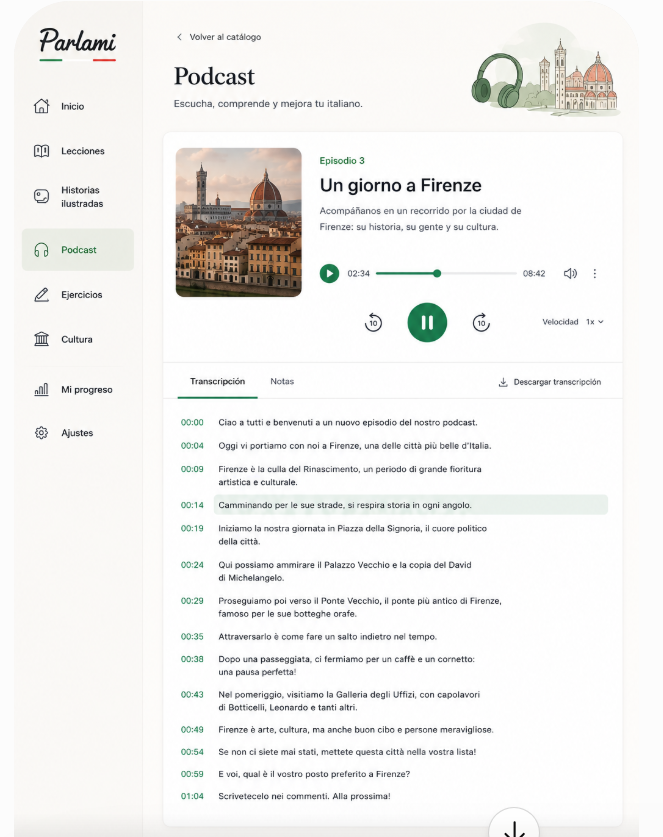 Parlami
Inicio
Lecciones
Historias
ilustradas
Podcast
Ejercicios
Cultura
Mi progreso
Ajustes
Volver al catálogo
Podcast
Escucha, comprende y mejora tu italiano.
Episodio 3
Un giorno a Firenze
Acompáñanos en un recorrido por la ciudad de
Firenze: su historia, su gente y su cultura.
02:34 08:42
10 10 Velocidad 1x
Transcripción Notas Descargar transcripción
00:00 Ciao a tutti e benvenuti a un nuovo episodio del nostro podcast.
00:04 Oggi vi portiamo con noi a Firenze, una delle città più belle d'Italia.
00:09 Firenze è la culla del Rinascimento, un periodo di grande fioritura
artistica e culturale.
00:14 Camminando per le sue strade, si respira storia in ogni angolo.
00:19 Iniziamo la nostra giornata in Piazza della Signoria, il cuore politico
della città.
00:24 Qui possiamo ammirare il Palazzo Vecchio e la copia del David
di Michelangelo.
00:29 Proseguiamo poi verso il Ponte Vecchio, il ponte più antico di Firenze,
famoso per le sue botteghe orafe.
00:35 Attraversarlo è come fare un salto indietro nel tempo.
00:38 Dopo una passeggiata, ci fermiamo per un caffè e un cornetto:
una pausa perfetta!
00:43 Nel pomeriggio, visitiamo la Galleria degli Uffizi, con capolavori
di Botticelli, Leonardo e tanti altri.
00:49 Firenze è arte, cultura, ma anche buon cibo e persone meravigliose.
00:54 Se non ci siete mai stati, mettete questa città nella vostra lista!
00:59 E voi, qual è il vostro posto preferito a Firenze?
01:04 Scrivetecelo nei commenti. Alla prossima!